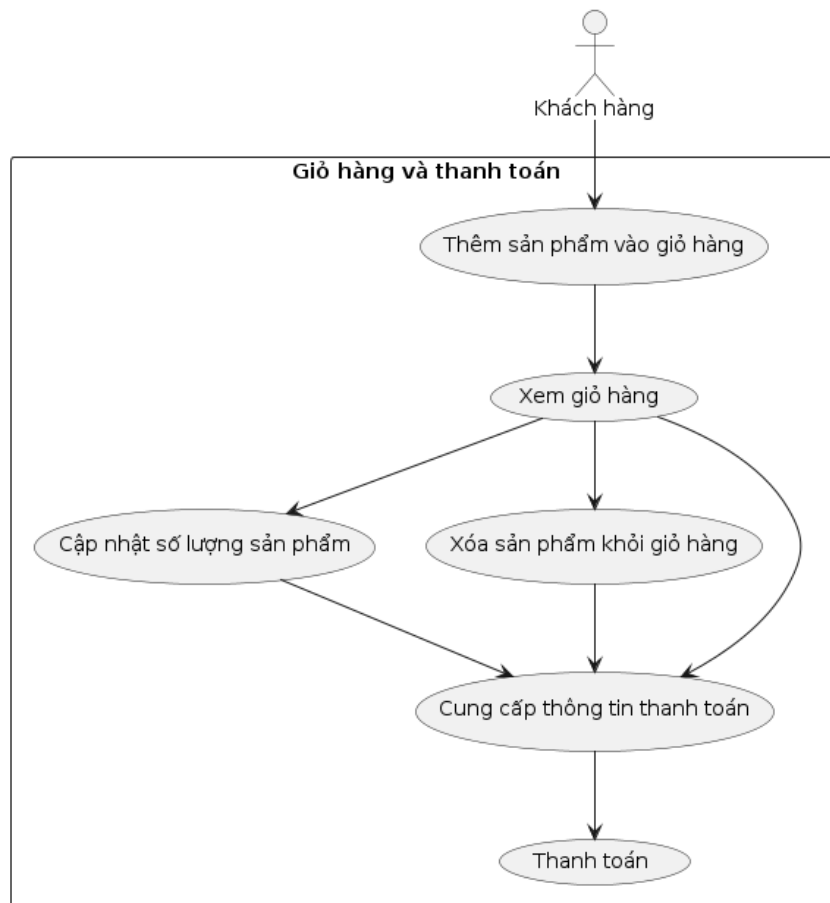 Khách hàng
Giỏ hàng và thanh toán
Thêm sản phẩm vào giỏ hàng
Xem giỏ hàng
Cập nhật số lượng sản phẩm
Xóa sản phẩm khỏi giỏ hàng
Cung cấp thông tin thanh toán
Thanh toán